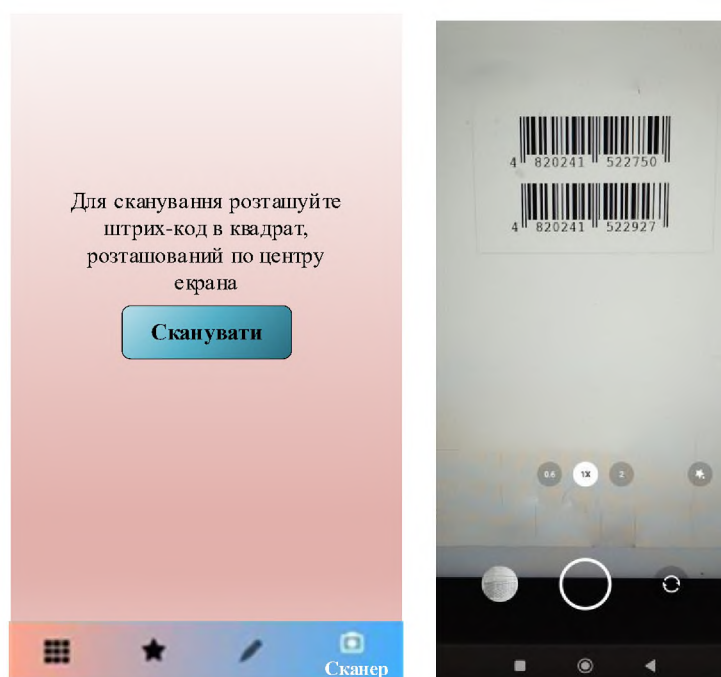 Для сканування розташуйте
штрих-код в квадрат,
розташований по центру
екрана
Сканувати
Сканер
4 820241 522750
4 820241 522927
0.6 1X 2